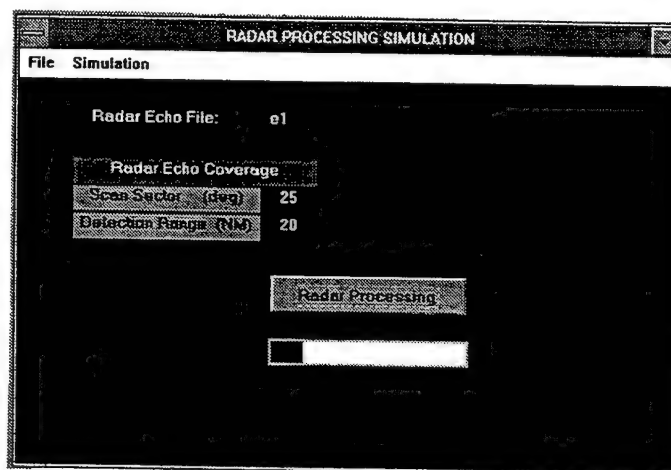 RADAR PROCESSING SIMULATION
File Simulation
Radar Echo File: e1
Radar Echo Coverage
Scan Sector (deg) 25
Detection Range (NM) 20
Radar Processing